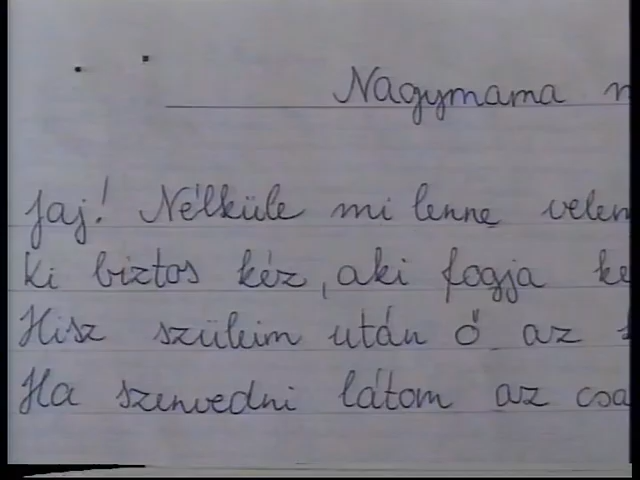 Nagymama
Jaj! Nélküle mi lenne velem
Ki biztos kéz, aki fogja
Hisz szüleim után ő az
Ha szenvedni látom az